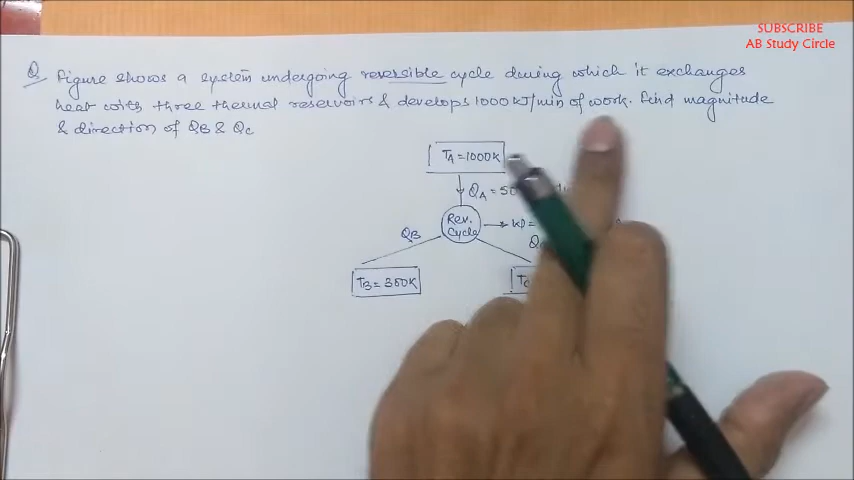 SUBSCRIBE
AB Study Circle
Q Figure shows a system undergoing reversible cycle during which it exchanges
heat with three thermal reservoirs & develops 1000 kJ/min of work. Find magnitude
& direction of QB & QC
TA = 1000K
QA =
Rev.
Cycle
QB
TB = 300K